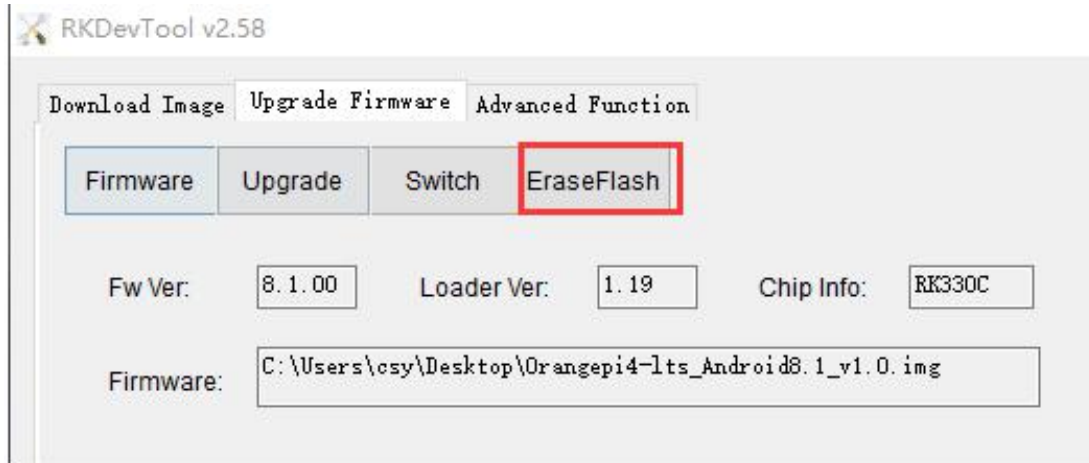 RKDevTool v2.58
Download Image Upgrade Firmware Advanced Function
Firmware Upgrade Switch EraseFlash
Fw Ver: 8.1.00 Loader Ver: 1.19 Chip Info: RK330C
Firmware: C:\Users\csy\Desktop\Orangepi4-lts_Android8.1_v1.0.img